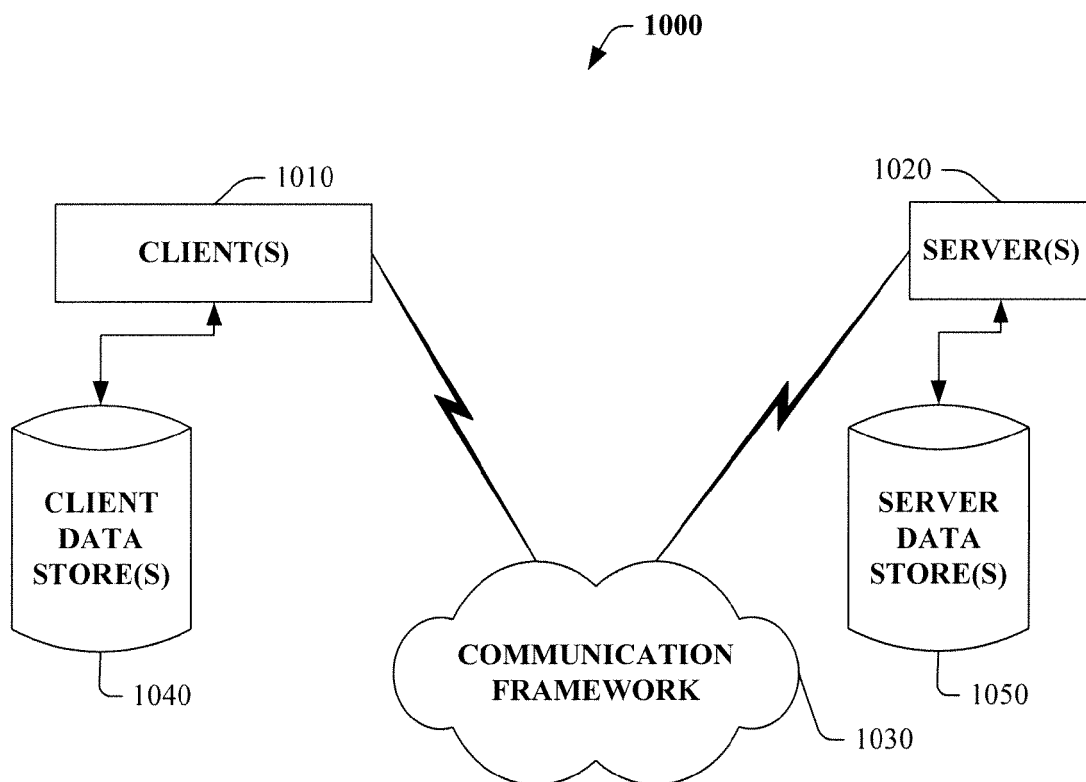 1000
1010
1020
CLIENT(S)
SERVER(S)
CLIENT
DATA
STORE(S)
SERVER
DATA
STORE(S)
COMMUNICATION
FRAMEWORK
1040
1050
1030